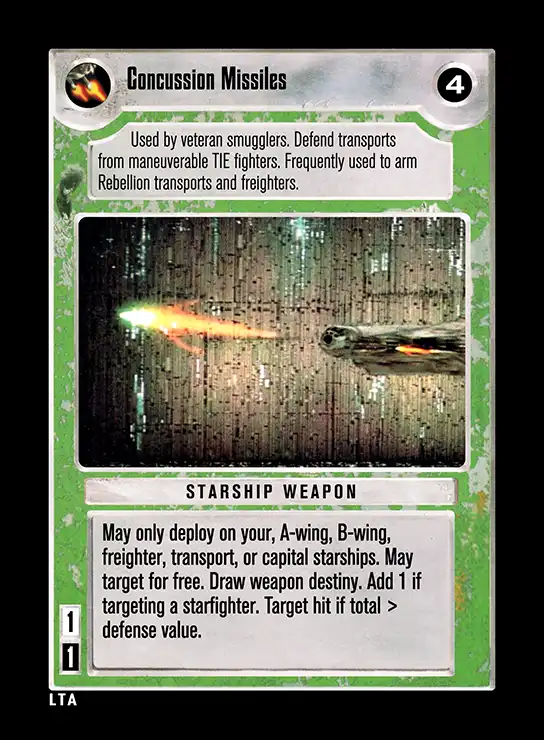 Concussion Missiles
4
Used by veteran smugglers. Defend transports
from maneuverable TIE fighters. Frequently used to arm
Rebellion transports and freighters.
STARSHIP WEAPON
May only deploy on your, A-wing, B-wing,
freighter, transport, or capital starships. May
target for free. Draw weapon destiny. Add 1 if
targeting a starfighter. Target hit if total >
defense value.
1
1
LTA